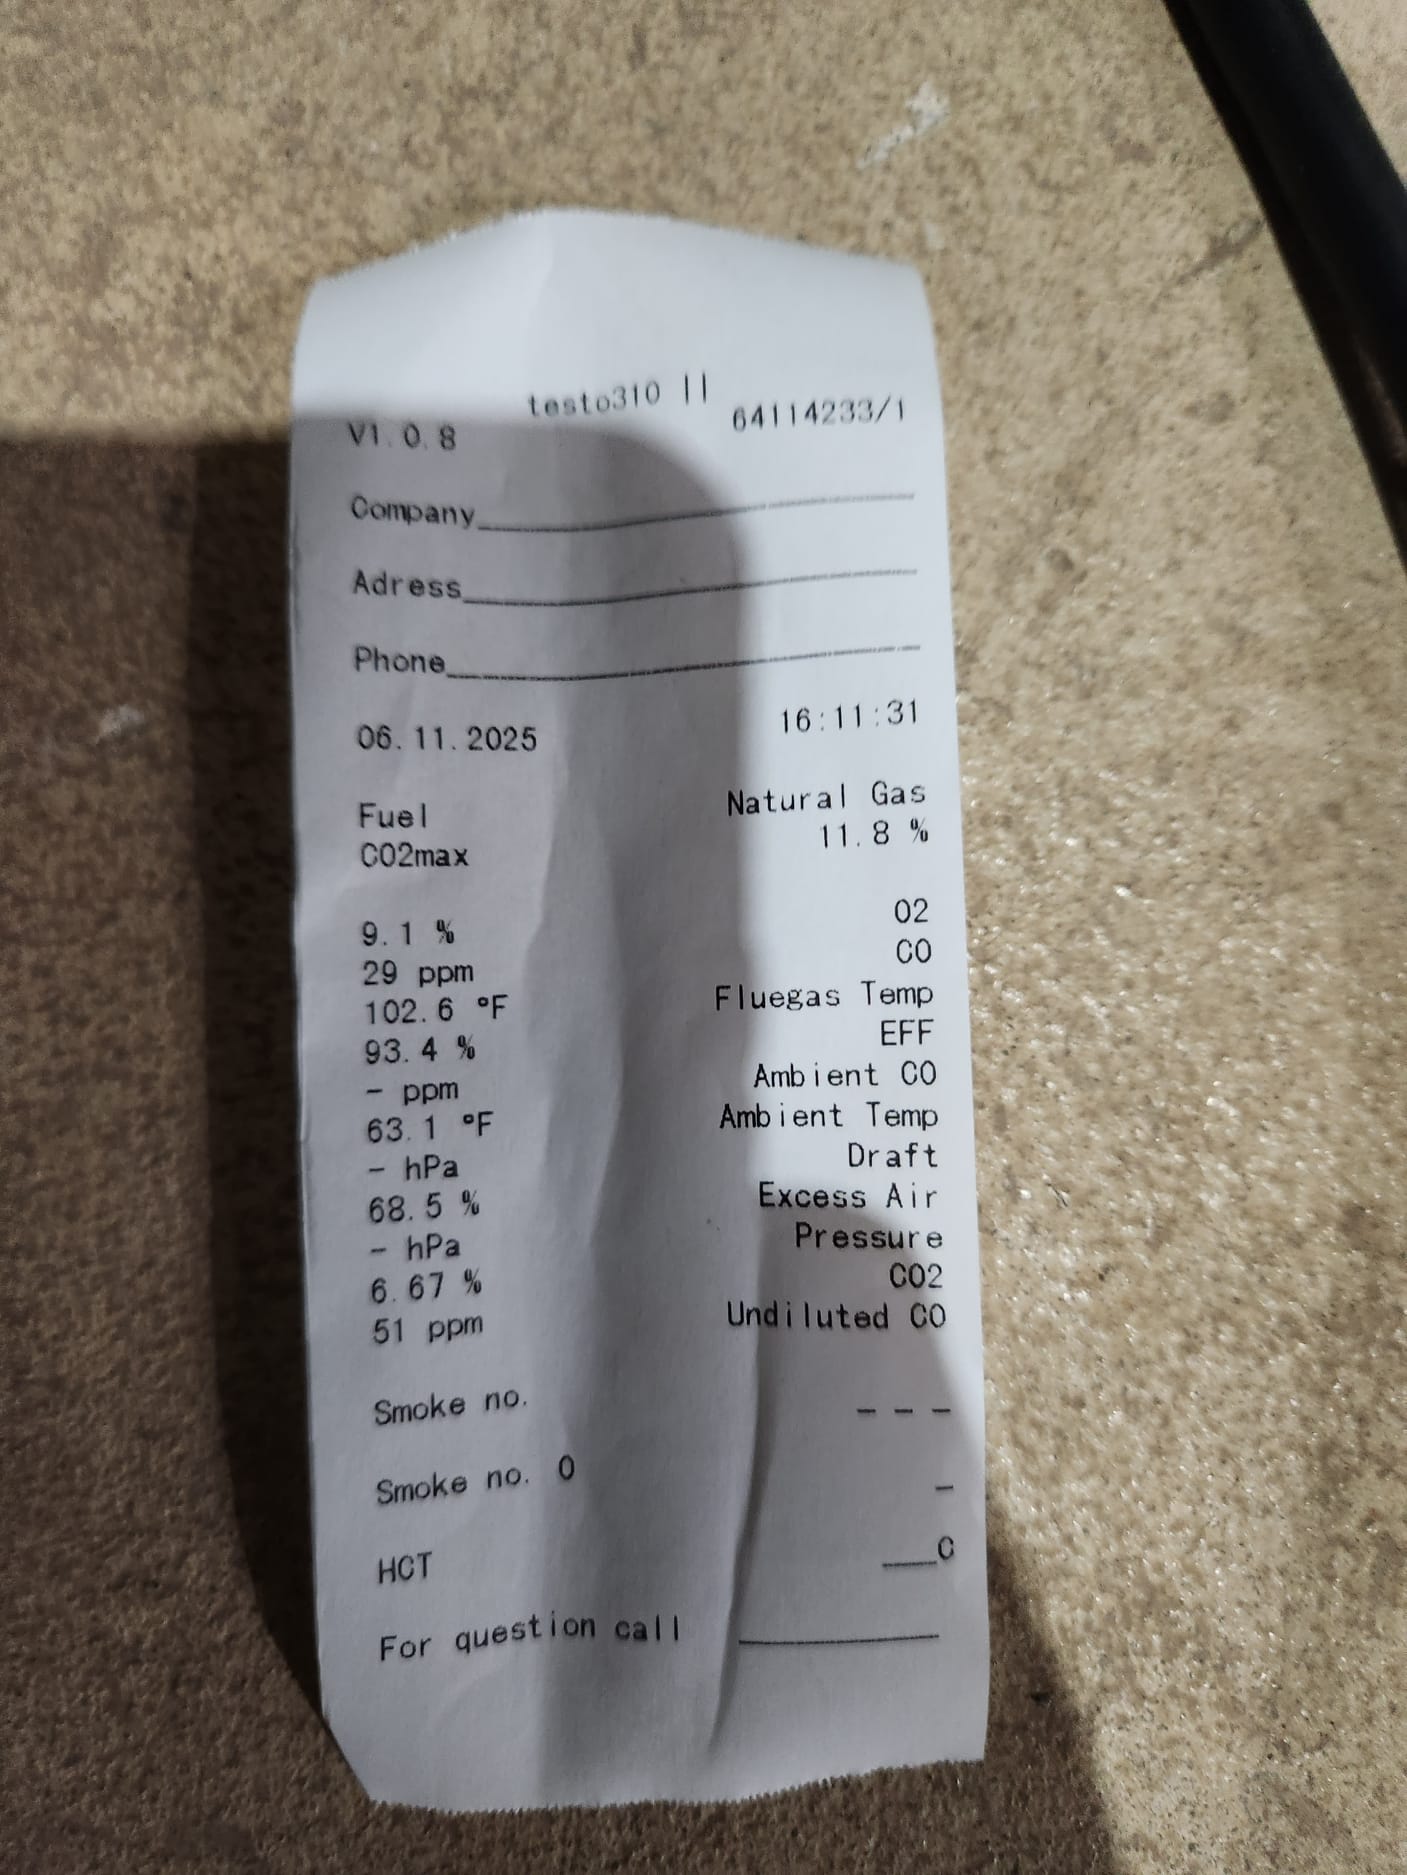 testo310 II
V1.0.8 64114233/1
Company
Adress
Phone
06.11.2025 16:11:31
Fuel Natural Gas
CO2max 11.8 %
9.1 % O2
29 ppm CO
102.6 °F Fluegas Temp
93.4 % EFF
- ppm Ambient CO
63.1 °F Ambient Temp
- hPa Draft
68.5 % Excess Air
- hPa Pressure
6.67 % CO2
51 ppm Undiluted CO
Smoke no. - - -
Smoke no. 0 -
HCT ___C
For question call